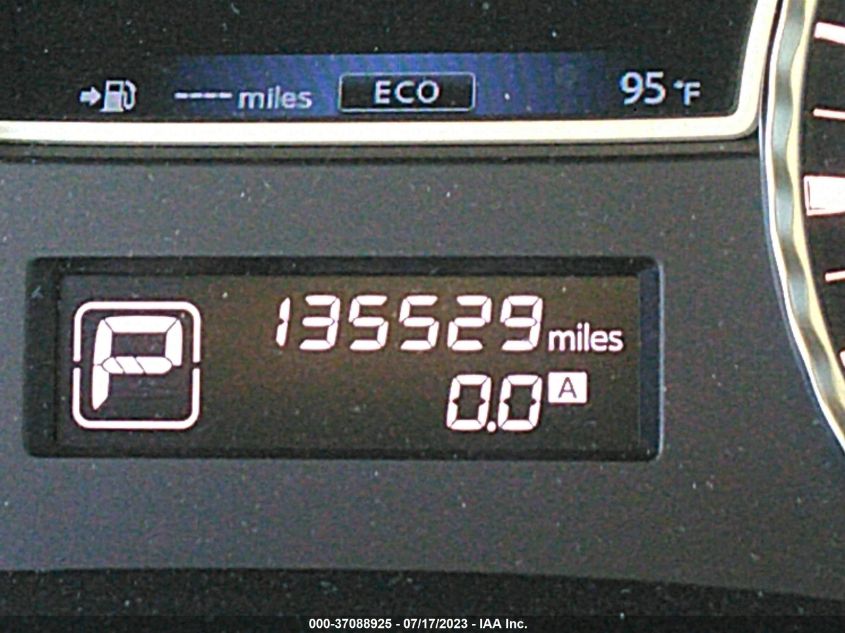 ---- miles ECO 95 °F
P 135529 miles
0.0 A
000-37088925 - 07/17/2023 - IAA Inc.